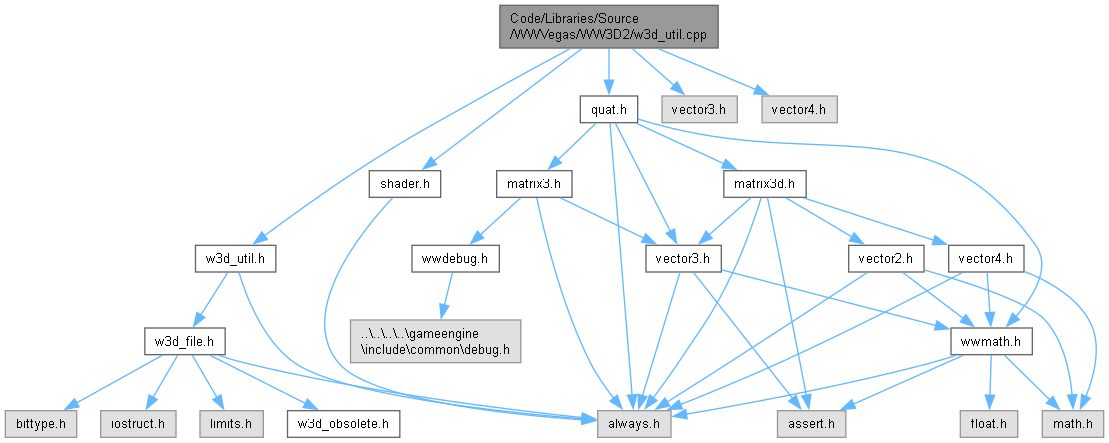 Code/Libraries/Source
/WWVegas/WW3D2/w3d_util.cpp
quat.h
vector3.h
vector4.h
shader.h
matrix3.h
matrix3d.h
w3d_util.h
wwdebug.h
vector3.h
vector2.h
vector4.h
..\..\..\..\gameengine
\include\common\debug.h
w3d_file.h
wwmath.h
bittype.h
iostruct.h
limits.h
w3d_obsolete.h
always.h
assert.h
float.h
math.h